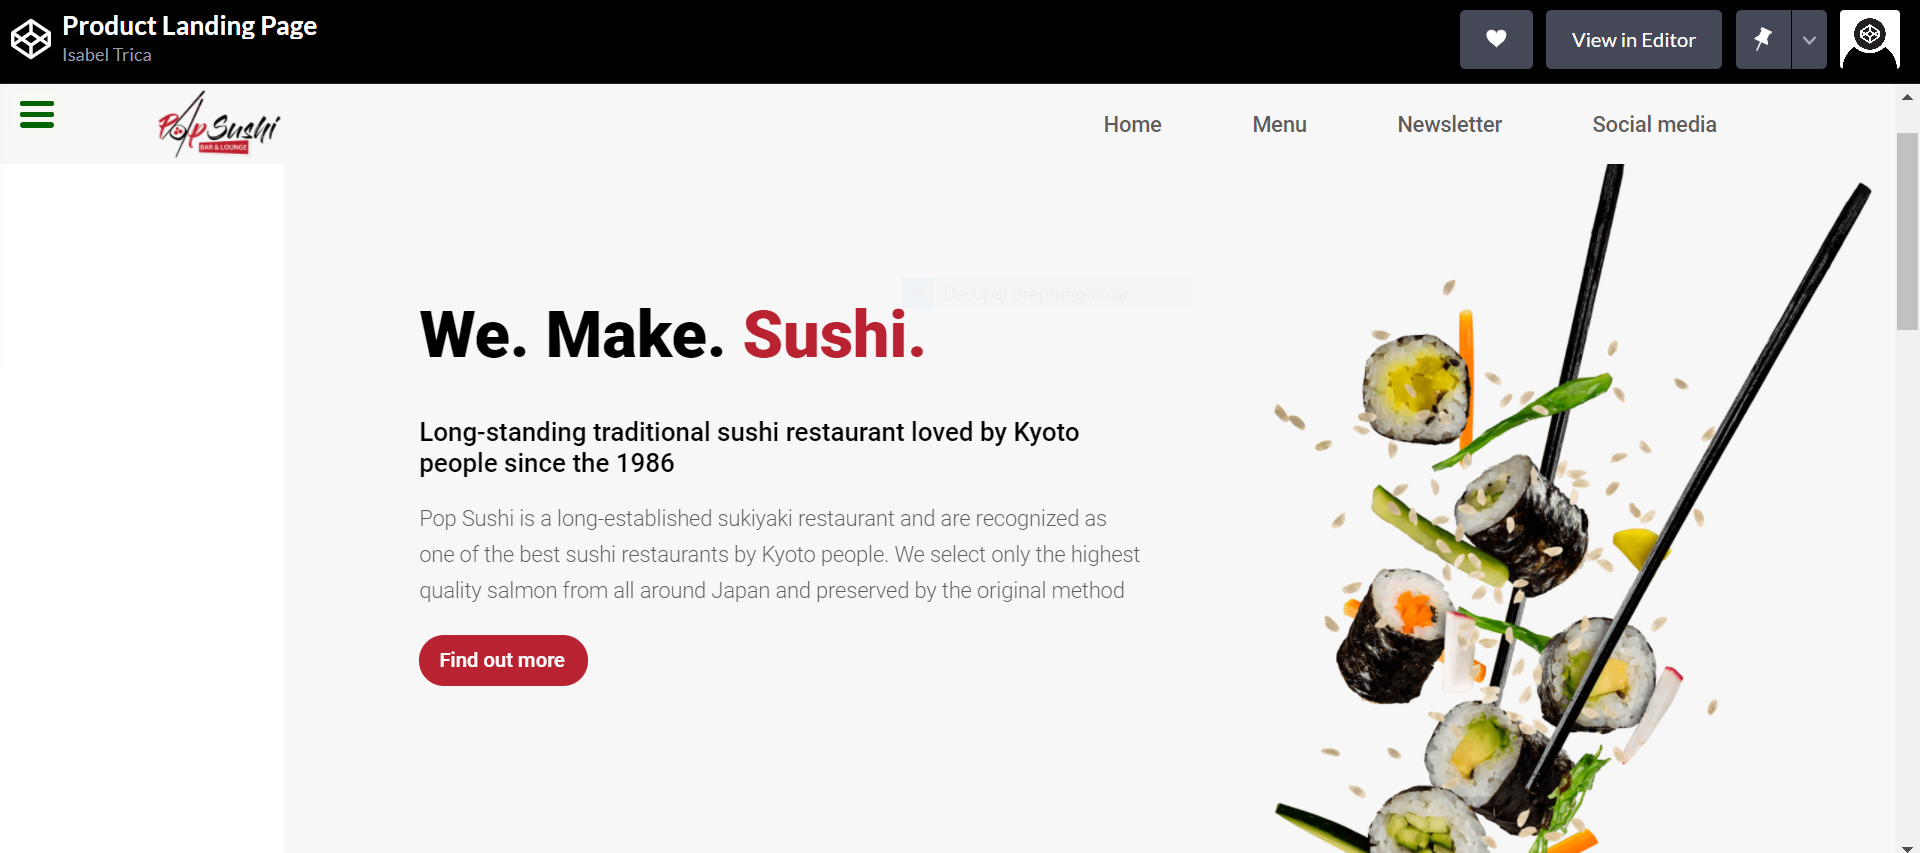 Product Landing Page
Isabel Trica
View in Editor
Pop Sushi
BAR & LOUNGE
Home
Menu
Newsletter
Social media
Decupaj dreptunghiular
We. Make. Sushi.
Long-standing traditional sushi restaurant loved by Kyoto
people since the 1986
Pop Sushi is a long-established sukiyaki restaurant and are recognized as
one of the best sushi restaurants by Kyoto people. We select only the highest
quality salmon from all around Japan and preserved by the original method
Find out more